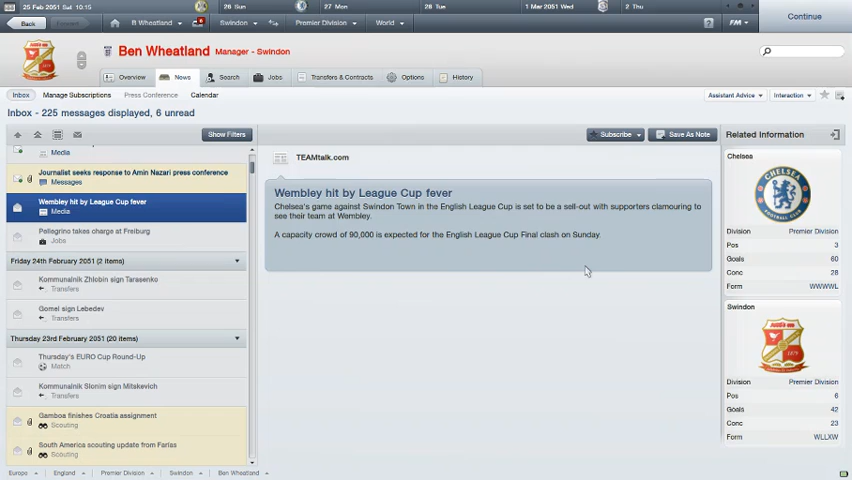 25 Feb 2051 Sat 10:15
26 Sun
27 Mon
28 Tue
1 Mar 2051 Wed
2 Thu
Continue
Back
B Wheatland
Swindon
Premier Division
World
?
FM
Ben Wheatland Manager - Swindon
Overview
News
Search
Jobs
Transfers & Contracts
Options
History
Inbox
Manage Subscriptions
Press Conference
Calendar
Assistant Advice
Interaction
Inbox - 225 messages displayed, 6 unread
Show Filters
Subscribe
Save As Note
Related Information
Media
Journalist seeks response to Amin Nazari press conference
Messages
Wembley hit by League Cup fever
Media
Pellegrino takes charge at Freiburg
Jobs
Friday 24th February 2051 (2 items)
Kommunalnik Zhlobin sign Tarasenko
Transfers
Gomel sign Lebedev
Transfers
Thursday 23rd February 2051 (20 items)
Thursday's EURO Cup Round-Up
Match
Kommunalnik Slonim sign Mitskevich
Transfers
Gamboa finishes Croatia assignment
Scouting
South America scouting update from Farias
Scouting
TEAMtalk.com
Wembley hit by League Cup fever
Chelsea's game against Swindon Town in the English League Cup is set to be a sell-out with supporters clamouring to
see their team at Wembley.
A capacity crowd of 90,000 is expected for the English League Cup Final clash on Sunday.
Chelsea
Division Premier Division
Pos 3
Goals 60
Conc 28
Form WWWWL
Swindon
Division Premier Division
Pos 6
Goals 42
Conc 23
Form WLLXW
Europe
England
Premier Division
Swindon
Ben Wheatland